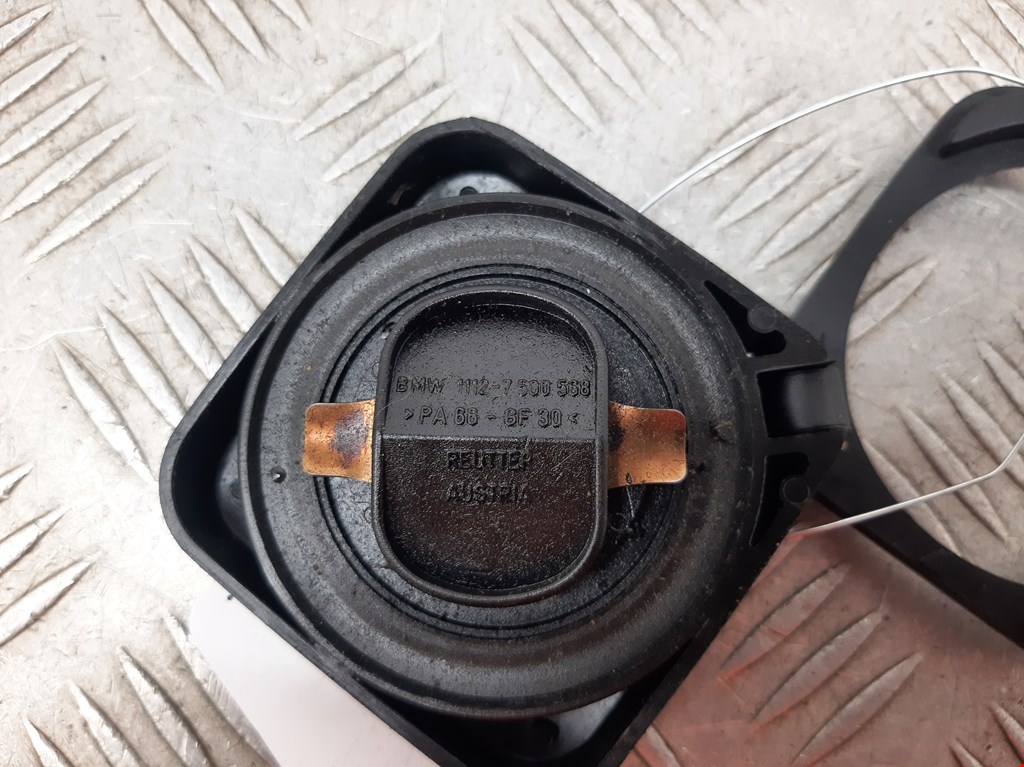 BMW 1112-7 500 568
>PA 66 - GF 30<
REUTTER
AUSTRIA